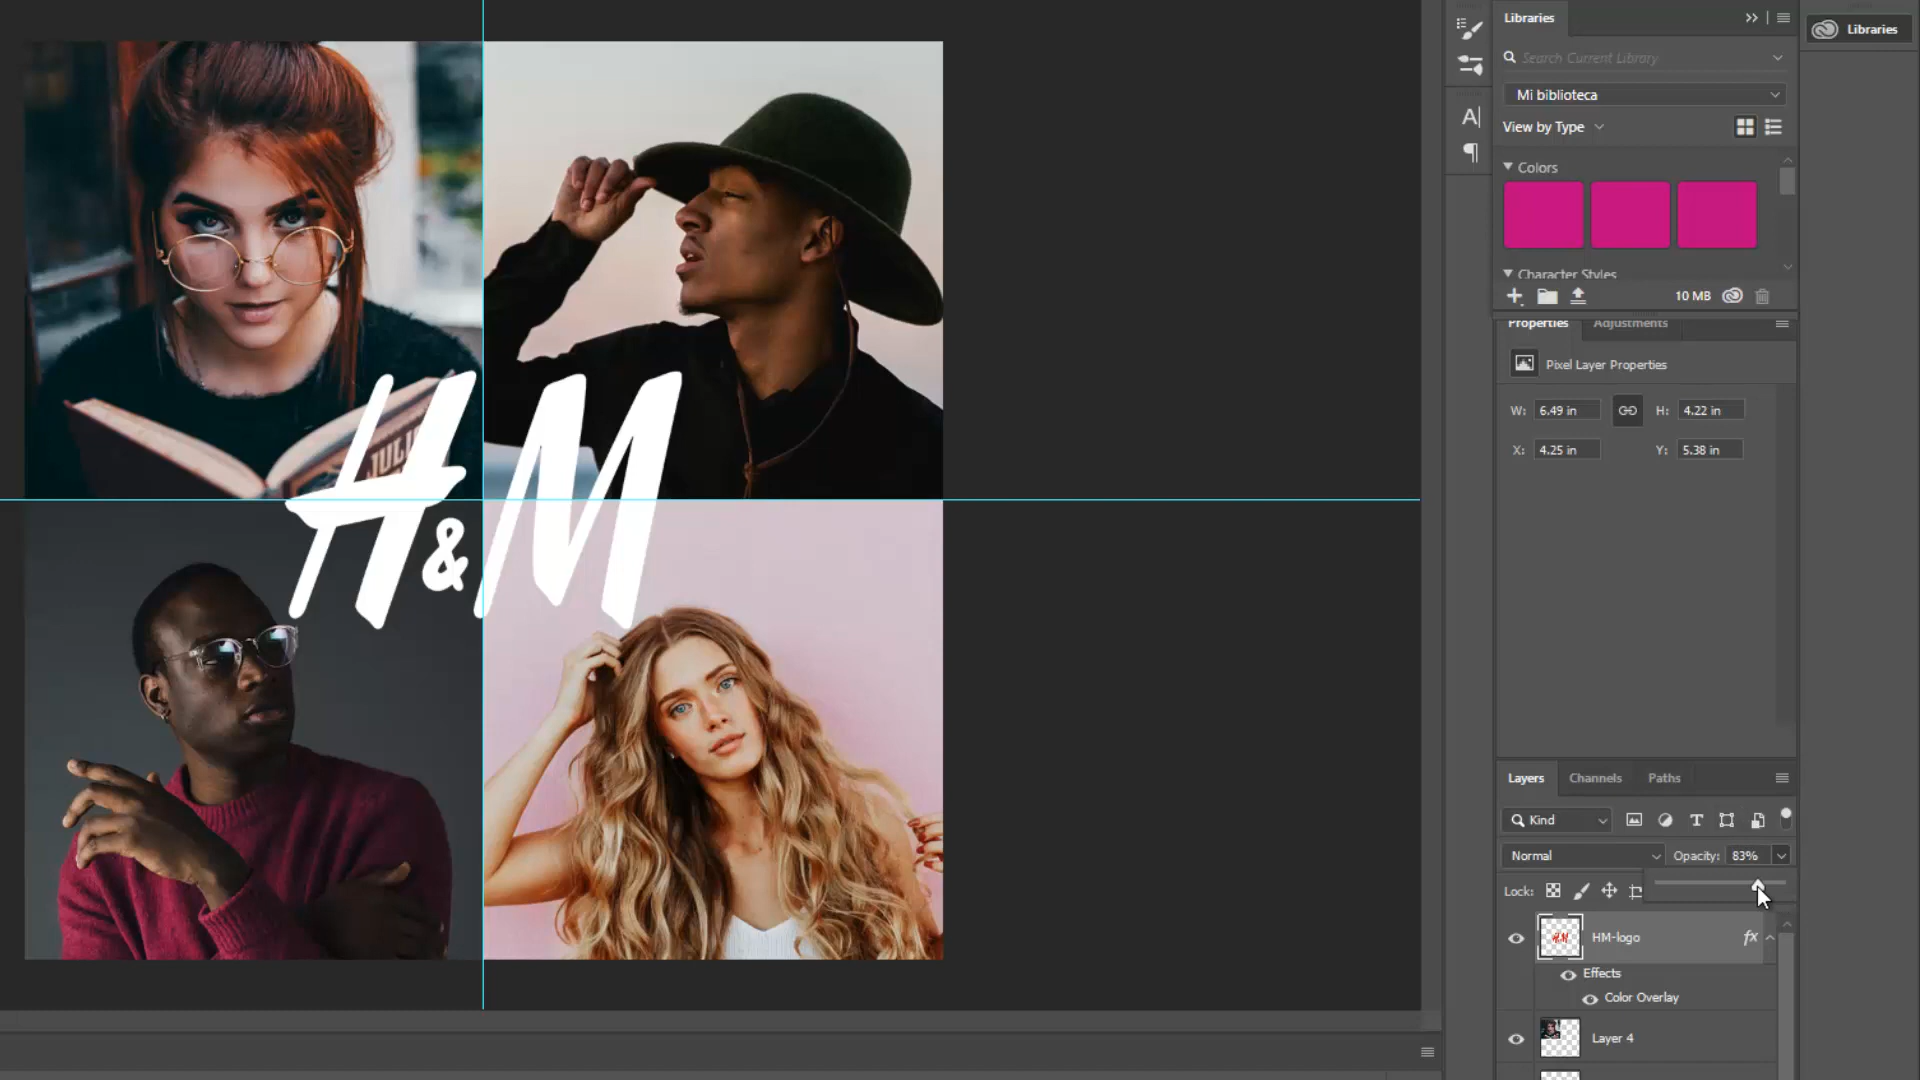 JULI
H&M
Libraries
Libraries
Search Current Library
Mi biblioteca
View by Type
Colors
Character Styles
10 MB
Properties
Adjustments
Pixel Layer Properties
W: 6.49 in
H: 4.22 in
X: 4.25 in
Y: 5.38 in
Layers
Channels
Paths
Kind
Normal
Opacity: 83%
Lock:
HM-logo
fx
Effects
Color Overlay
Layer 4